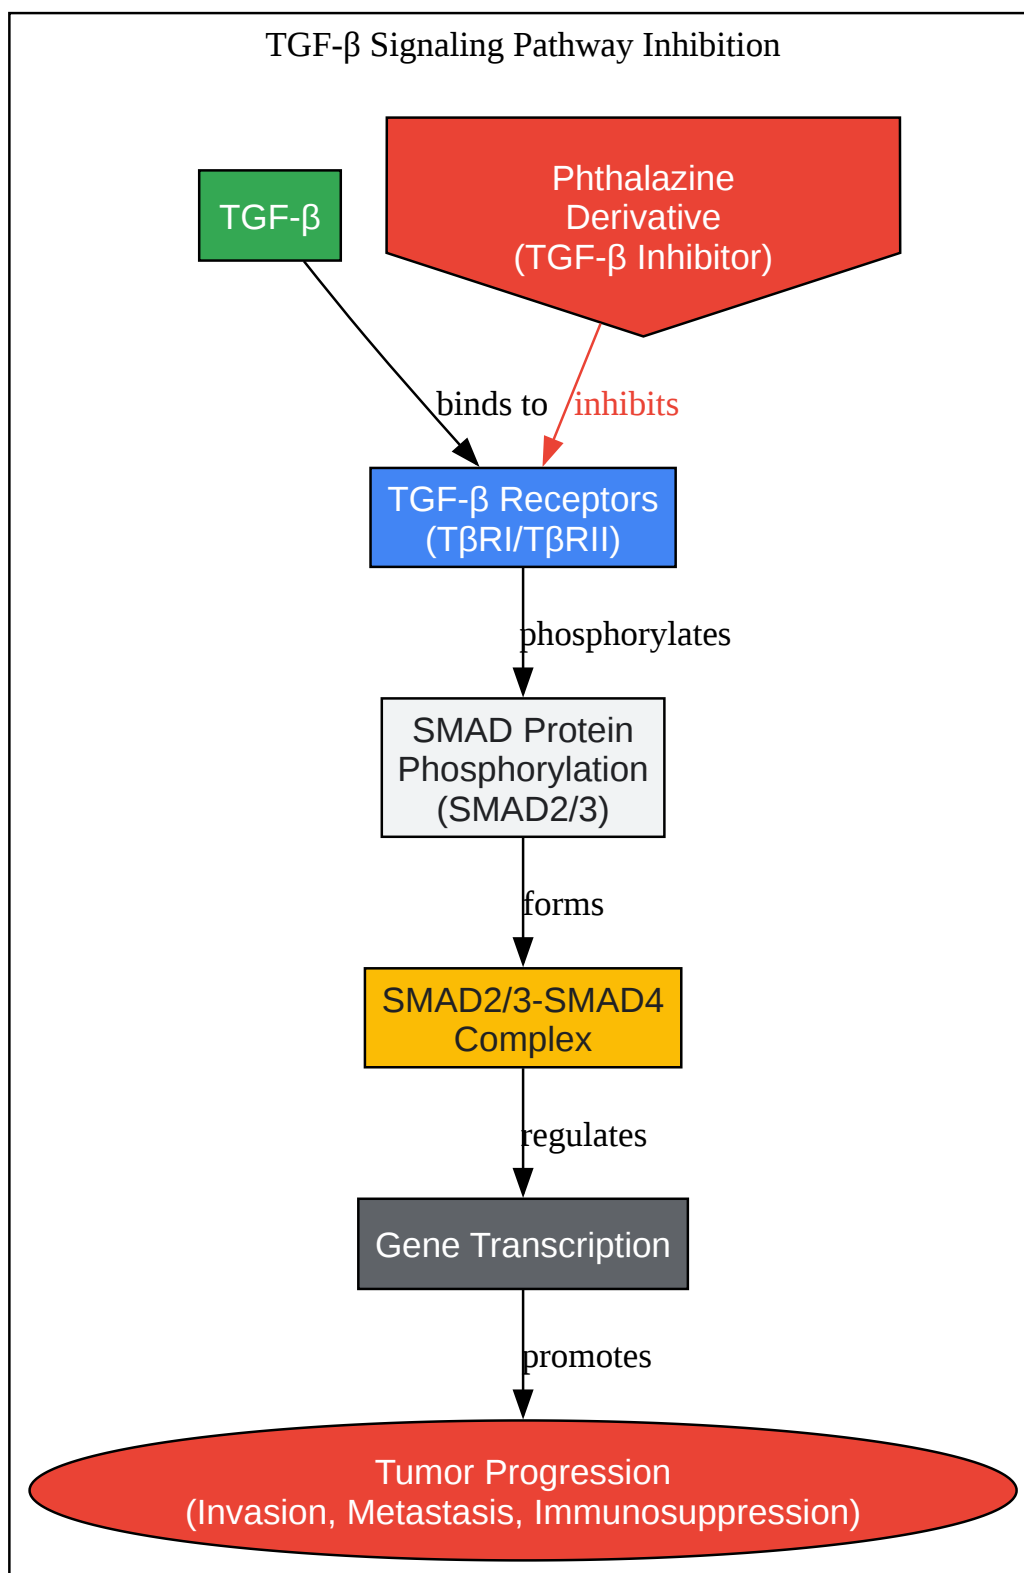 TGF-β Signaling Pathway Inhibition
TGF-β
Phthalazine
Derivative
(TGF-β Inhibitor)
binds to
inhibits
TGF-β Receptors
(TβRI/TβRII)
phosphorylates
SMAD Protein
Phosphorylation
(SMAD2/3)
forms
SMAD2/3-SMAD4
Complex
regulates
Gene Transcription
promotes
Tumor Progression
(Invasion, Metastasis, Immunosuppression)